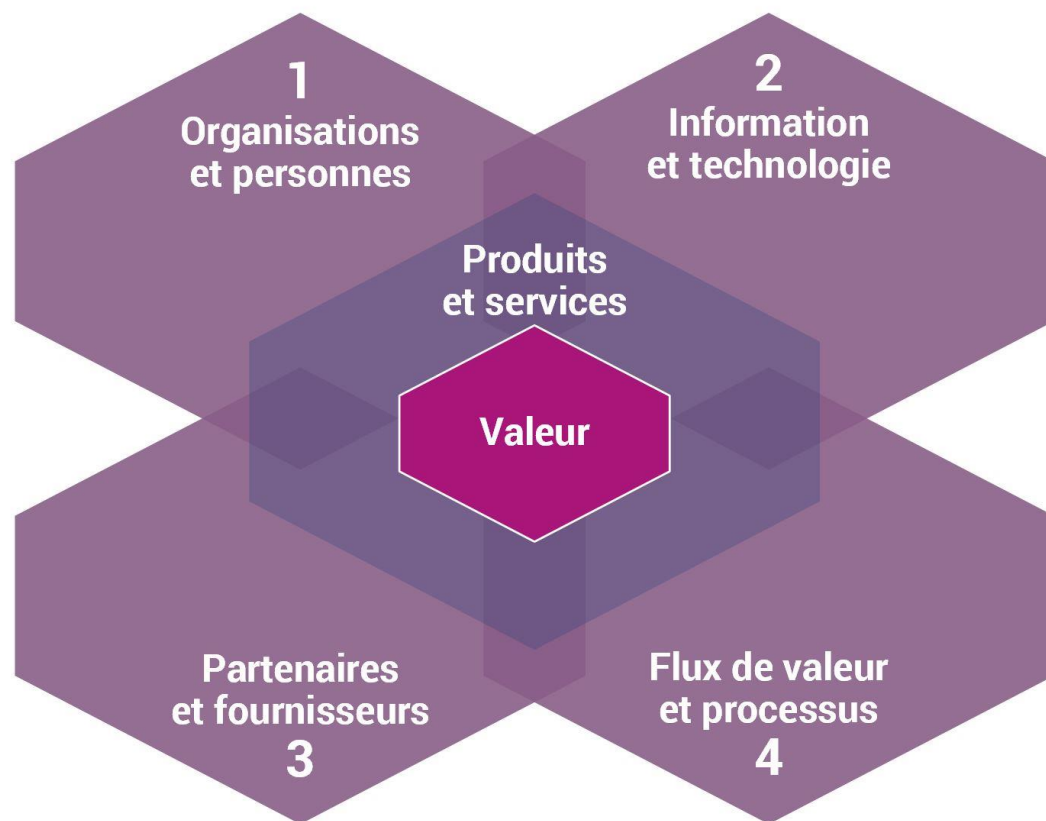 1
Organisations
et personnes
2
Information
et technologie
Produits
et services
Valeur
Partenaires
et fournisseurs
3
Flux de valeur
et processus
4